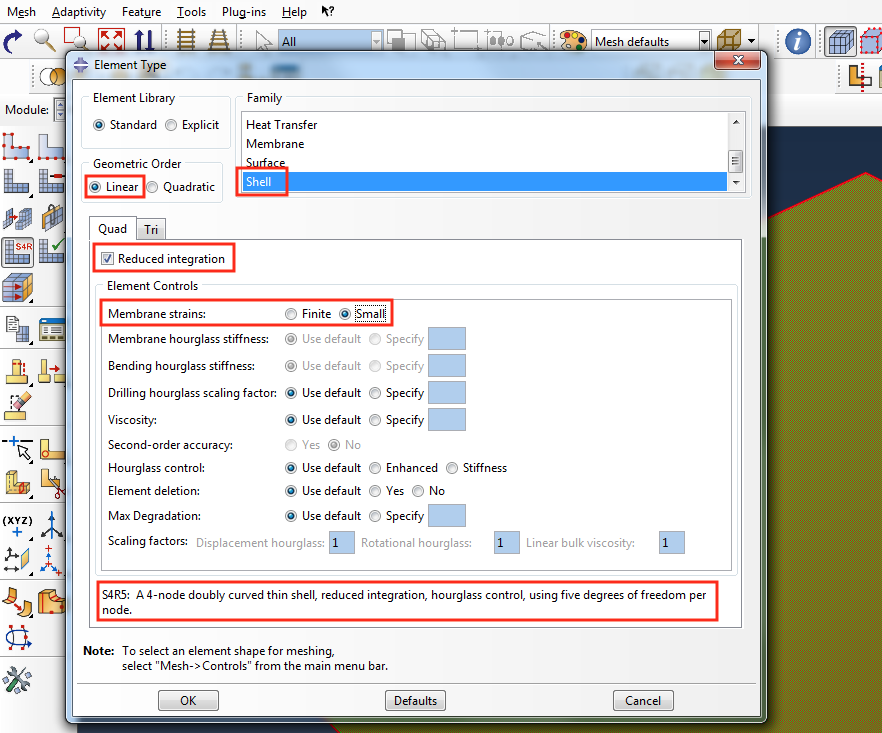 Mesh Adaptivity Feature Tools Plug-ins Help
All Mesh defaults
Element Type
Module:
Element Library
Standard Explicit
Family
Heat Transfer
Membrane
Surface
Shell
Geometric Order
Linear Quadratic
S4R
Quad Tri
Reduced integration
Element Controls
Membrane strains: Finite Small
Membrane hourglass stiffness: Use default Specify
Bending hourglass stiffness: Use default Specify
Drilling hourglass scaling factor: Use default Specify
Viscosity: Use default Specify
Second-order accuracy: Yes No
Hourglass control: Use default Enhanced Stiffness
Element deletion: Use default Yes No
Max Degradation: Use default Specify
(XYZ)
Scaling factors: Displacement hourglass: 1 Rotational hourglass: 1 Linear bulk viscosity: 1
S4R5: A 4-node doubly curved thin shell, reduced integration, hourglass control, using five degrees of freedom per
node.
Note: To select an element shape for meshing,
select "Mesh->Controls" from the main menu bar.
OK Defaults Cancel